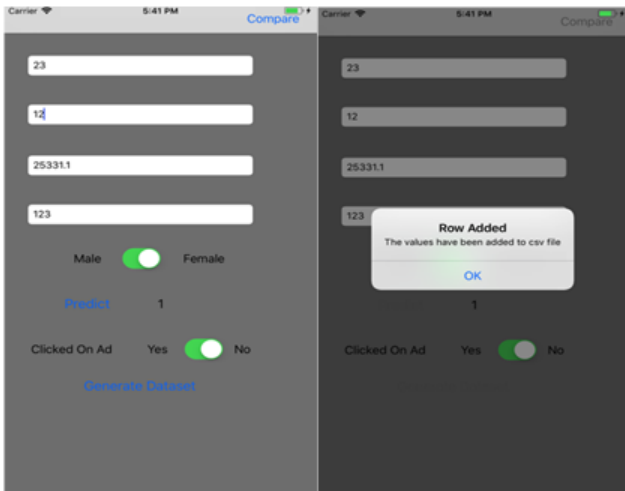 Carrier 5:41 PM
Compare
23
12
25331.1
123
Male Female
Predict 1
Clicked On Ad Yes No
Generate Dataset
Carrier 5:41 PM
Compare
23
12
25331.1
123
Row Added
The values have been added to csv file
OK
1
Clicked On Ad Yes No